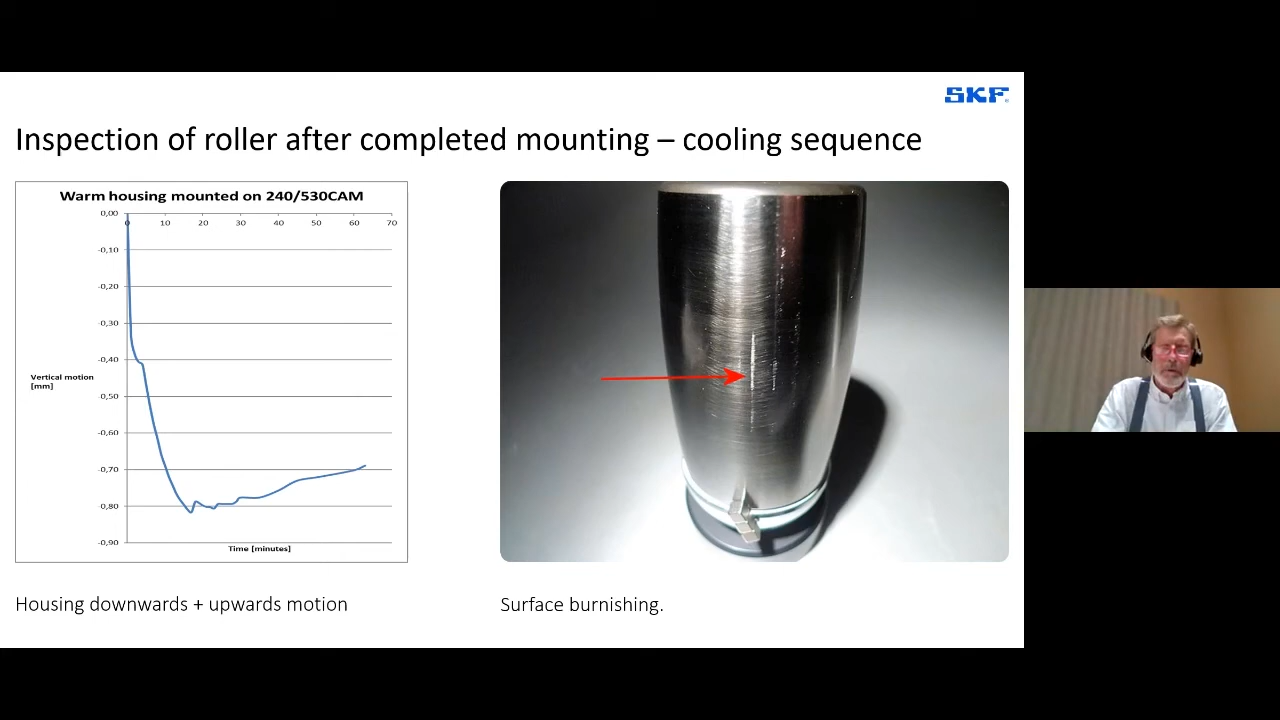 SKF
Inspection of roller after completed mounting – cooling sequence
Warm housing mounted on 240/530CAM
0,00
0 10 20 30 40 50 60 70
-0,10
-0,20
-0,30
-0,40
Vertical motion
[mm]
-0,50
-0,60
-0,70
-0,80
-0,90
Time [minutes]
Housing downwards + upwards motion
Surface burnishing.